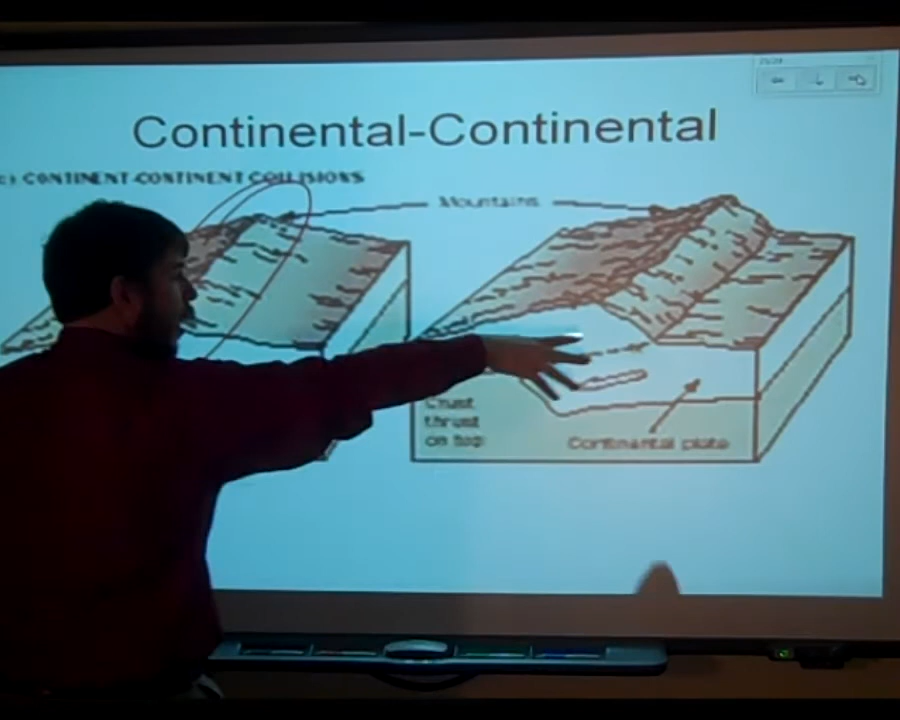 Continental-Continental
CONTINENT-CONTINENT COLLISIONS
Mountains
Crust
thrust
on top
Continental plate